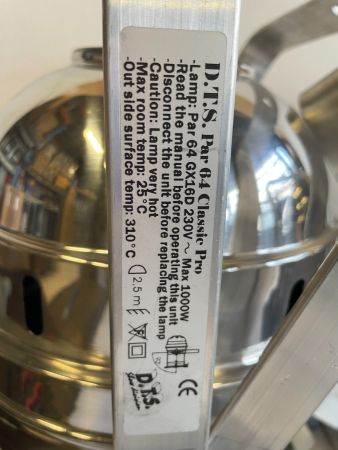 D.T.S. Par 64 Classic Pro
-Lamp: Par 64 GX16D 230V ~ Max 1000W
-Read the manual before operating this unit
-Disconnect the unit before replacing the lamp
-Caution: Lamp very hot
-Max room temp: 75°C
-Out side surface temp: 310°C
2,5m
CE
D.T.S.